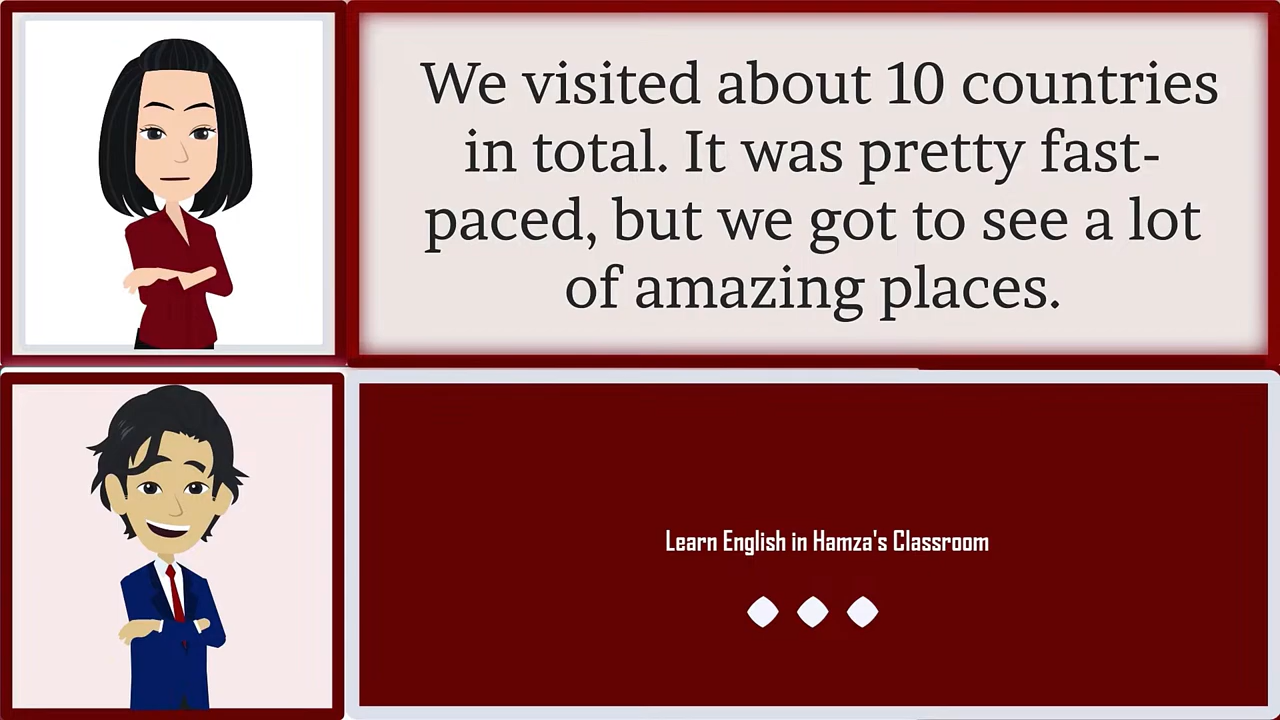 We visited about 10 countries
in total. It was pretty fast-
paced, but we got to see a lot
of amazing places.
Learn English in Hamza's Classroom